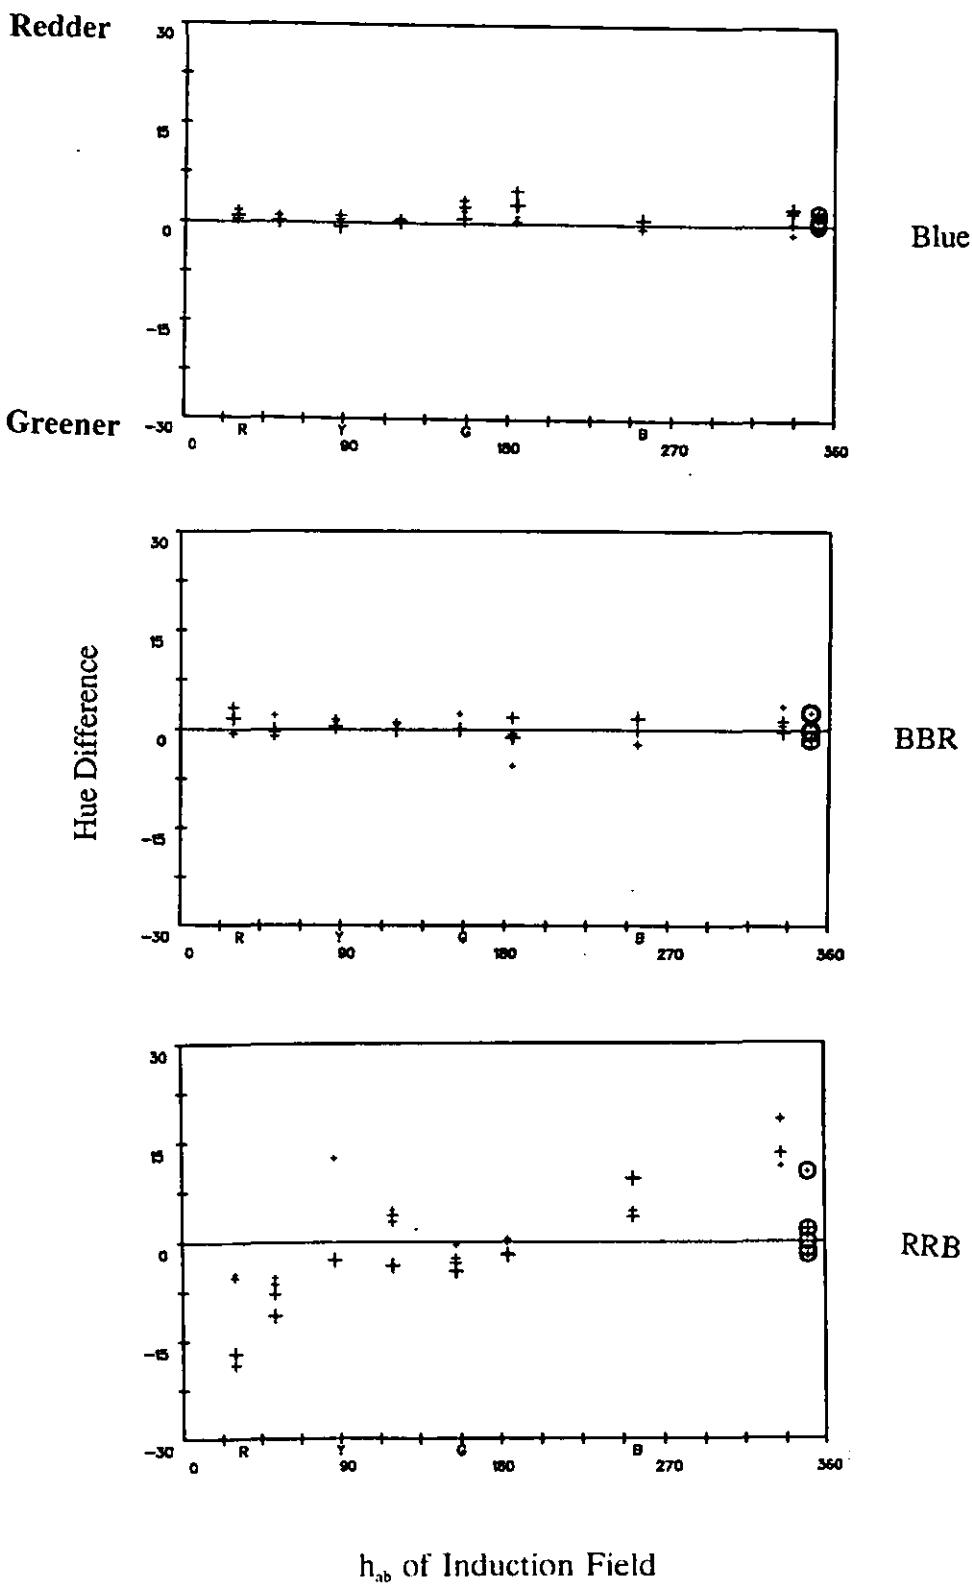 Redder
30
15
0
-15
Greener -30
R Y G B
0 90 180 270 360
Blue
30
15
0
-15
-30
R Y G B
0 90 180 270 360
BBR
Hue Difference
30
15
0
-15
-30
R Y G B
0 90 180 270 360
RRB
h_ab of Induction Field